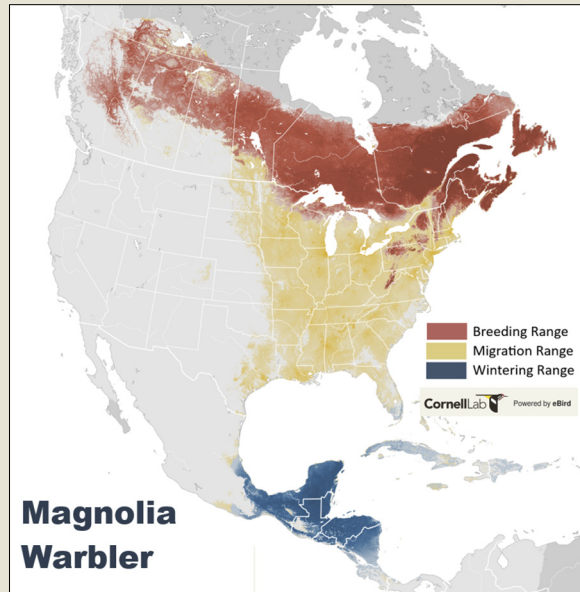 Breeding Range
Migration Range
Wintering Range
CornellLab Powered by eBird
Magnolia
Warbler